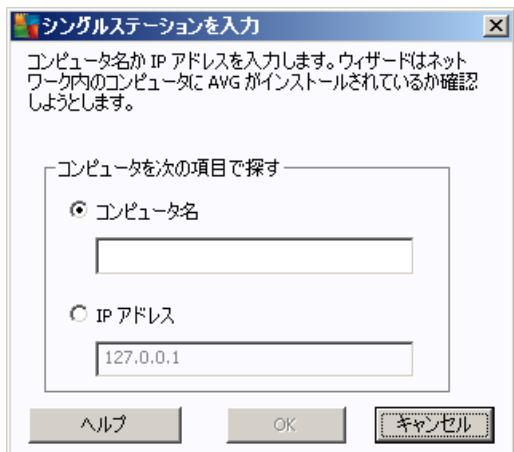 シングルステーションを入力
コンピュータ名か IP アドレスを入力します。ウィザードはネット
ワーク内のコンピュータに AVG がインストールされているか確認
しようとします。
コンピュータを次の項目で探す
コンピュータ名
IP アドレス
127.0.0.1
ヘルプ
OK
キャンセル